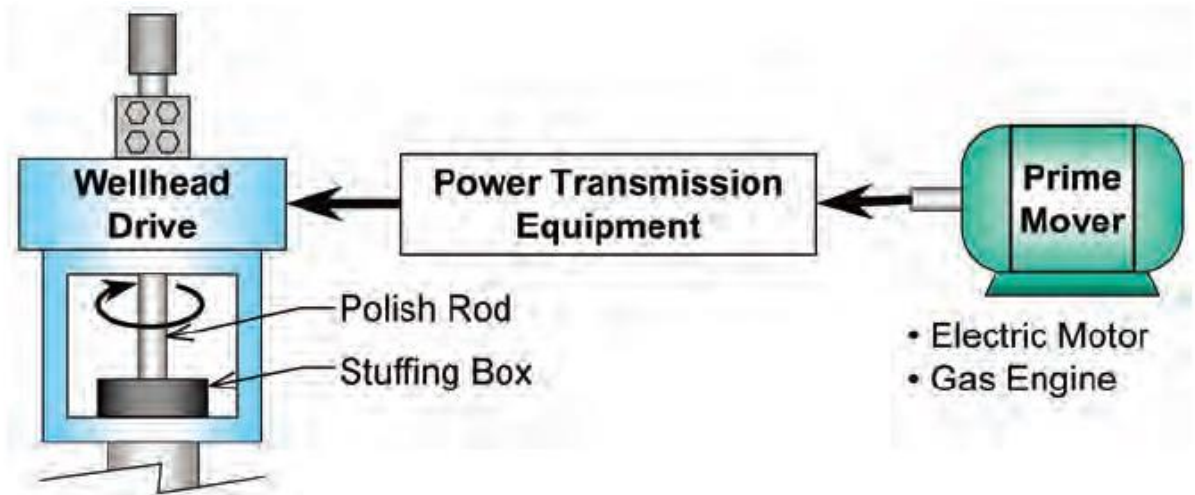 Wellhead
Drive
Power Transmission
Equipment
Prime
Mover
Polish Rod
Stuffing Box
• Electric Motor
• Gas Engine